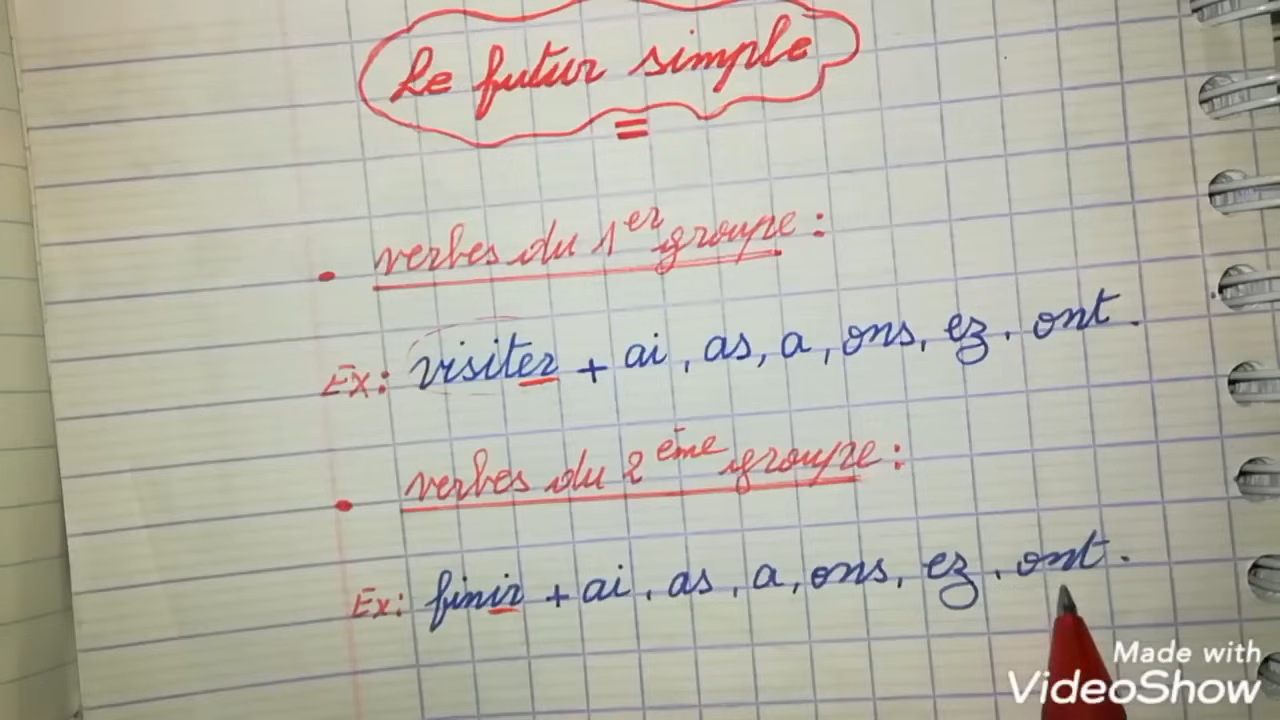 Le futur simple
• verbes du 1er groupe :
Ex: visiter + ai, as, a, ons, ez, ont.
• verbes du 2ème groupe :
Ex: finir + ai, as, a, ons, ez, ont.
Made with
VideoShow